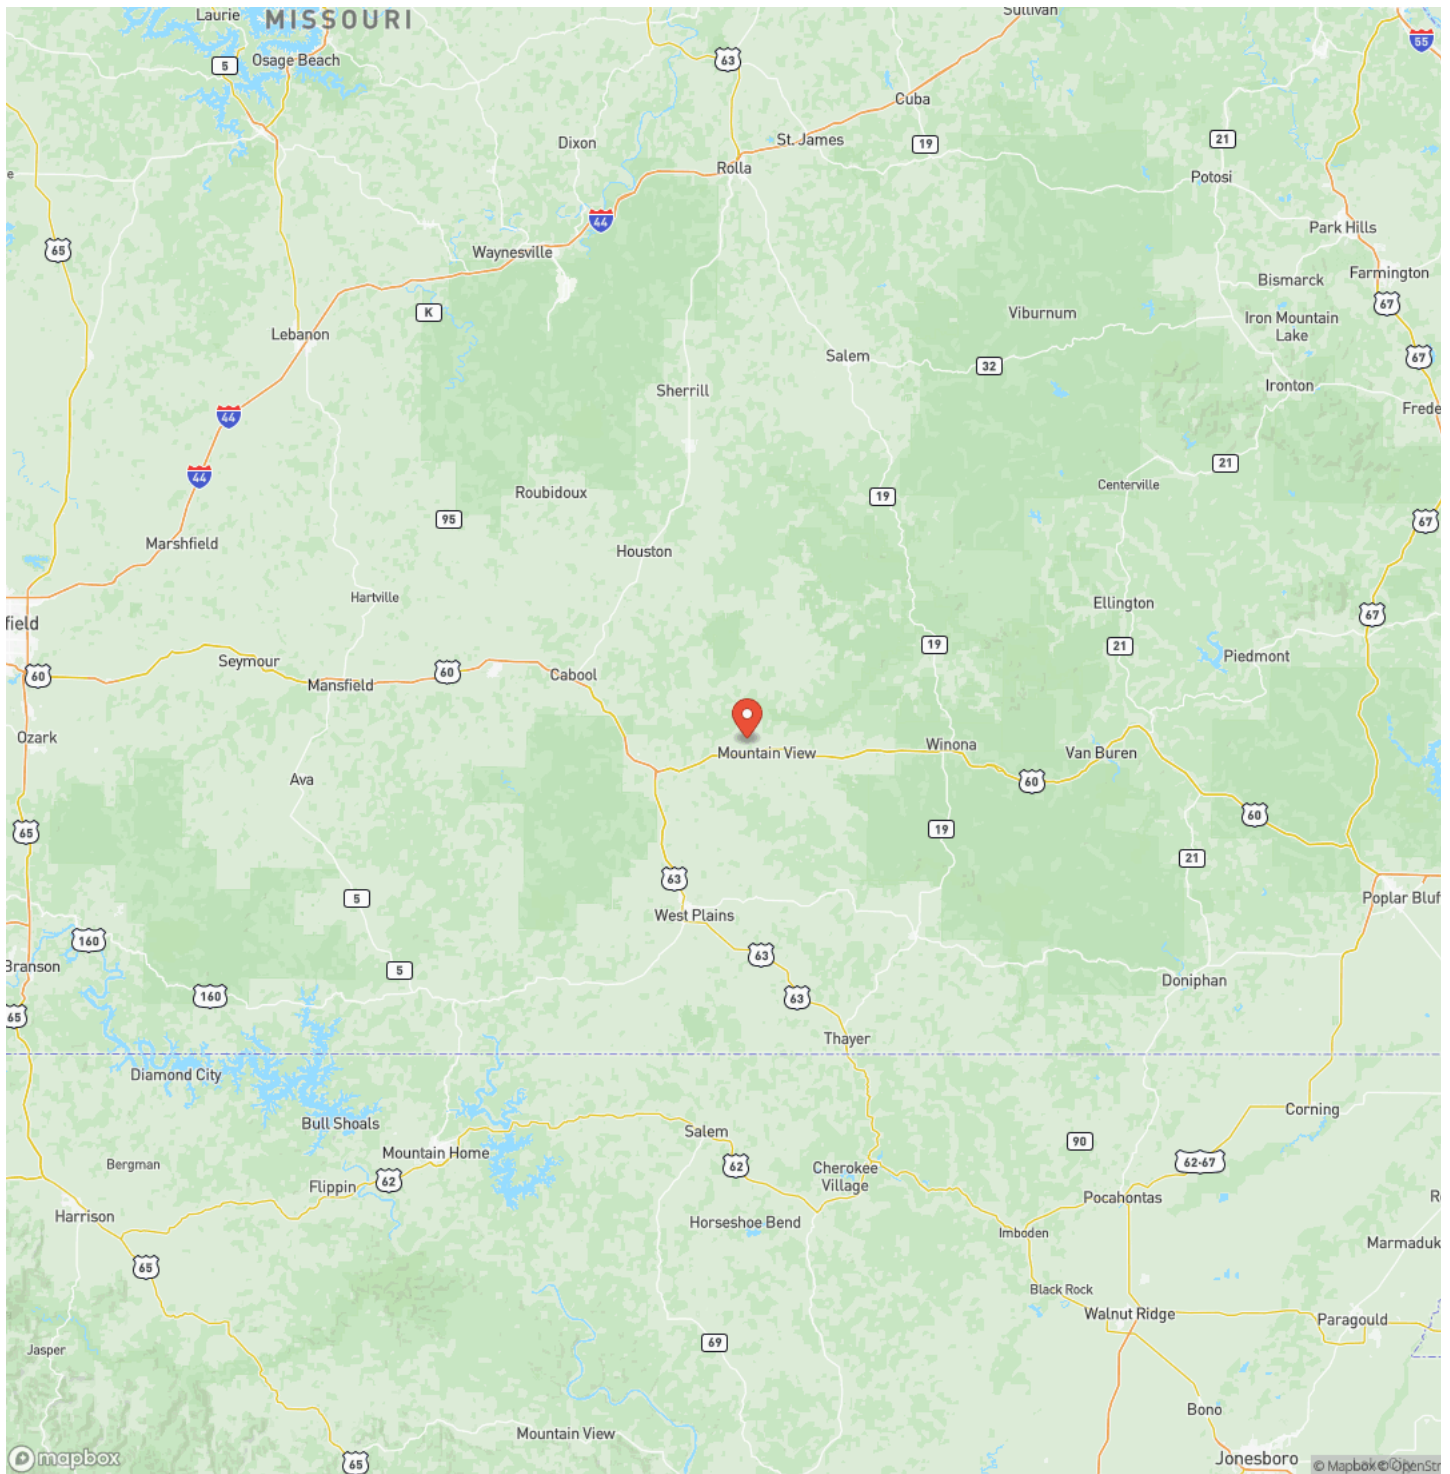 Laurie
MISSOURI
Sullivan
55
63
Osage Beach
5
Cuba
Dixon
St. James
19
21
Rolla
Potosi
44
Park Hills
65
Waynesville
Farmington
Bismarck
67
K
Viburnum
Iron Mountain
Lake
Lebanon
Salem
67
32
Sherrill
Ironton
Frede
44
44
21
Centerville
Roubidoux
19
95
67
Marshfield
Houston
Hartville
Ellington
field
67
19
21
Seymour
Piedmont
60
60
Mansfield
Cabool
Ozark
Mountain View
Winona
Van Buren
Ava
60
60
65
19
21
63
5
West Plains
Poplar Bluf
160
63
Branson
5
Doniphan
160
63
65
Thayer
Diamond City
Corning
Bull Shoals
Salem
90
Mountain Home
Bergman
62
62-67
Flippin
62
Cherokee
Village
Pocahontas
Harrison
Horseshoe Bend
Imboden
Marmaduk
65
Black Rock
Walnut Ridge
Paragould
Jasper
69
Bono
Mountain View
mapbox
65
Jonesboro
© Mapbox © OpenStr